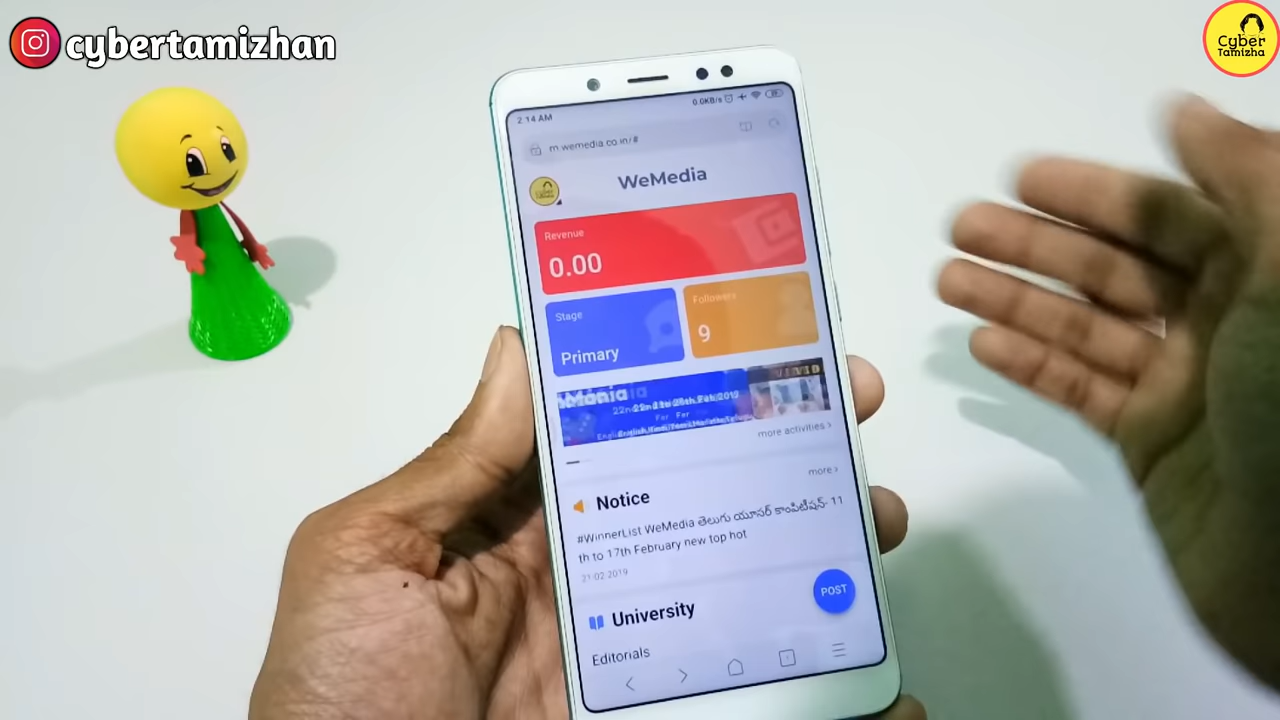 cybertamizhan
Cyber
Tamizha
2:14 AM
0.0KB/s
m.wemedia.co.in/#
WeMedia
Revenue
0.00
Stage
Primary
Followers
9
more activities >
more >
Notice
#WinnerList WeMedia తెలుగు యూసర్ కాంపిటీషన్- 11
th to 17th February new top hot
21.02.2019
POST
University
Editorials